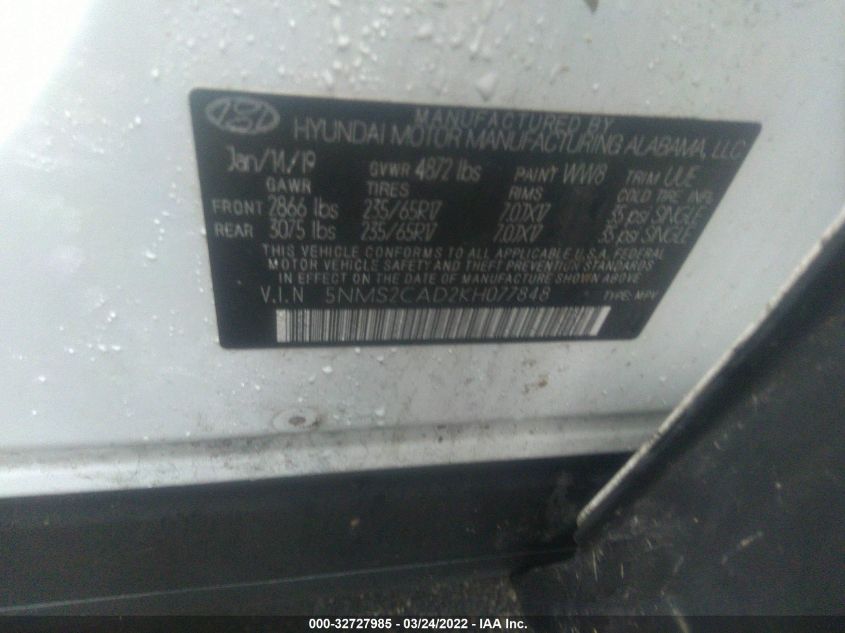 MANUFACTURED BY
HYUNDAI MOTOR MANUFACTURING ALABAMA, LLC
Jan/14/19 GVWR 4872 lbs PAINT WW8 TRIM UUE
GAWR TIRES RIMS COLD TIRE INFL
FRONT 2866 lbs 235/65R17 7.0JX17 35 psi SINGLE
REAR 3075 lbs 235/65R17 7.0JX17 35 psi SINGLE
THIS VEHICLE CONFORMS TO ALL APPLICABLE U.S.A. FEDERAL
MOTOR VEHICLE SAFETY AND THEFT PREVENTION STANDARDS
IN EFFECT ON THE DATE OF MANUFACTURE SHOWN ABOVE
V.I.N 5NMS2CAD2KH077848 TYPE: MPV
000-32727985 - 03/24/2022 - IAA Inc.